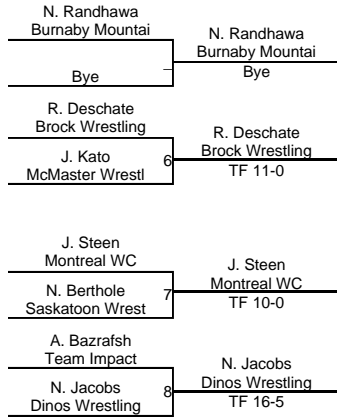 N. Randhawa
Burnaby Mountai
N. Randhawa
Burnaby Mountai
Bye
Bye
R. Deschate
Brock Wrestling
R. Deschate
Brock Wrestling
J. Kato
McMaster Wrestl
6
TF 11-0
J. Steen
Montreal WC
J. Steen
Montreal WC
N. Berthole
Saskatoon Wrest
7
TF 10-0
A. Bazrafsh
Team Impact
N. Jacobs
Dinos Wrestling
N. Jacobs
Dinos Wrestling
8
TF 16-5